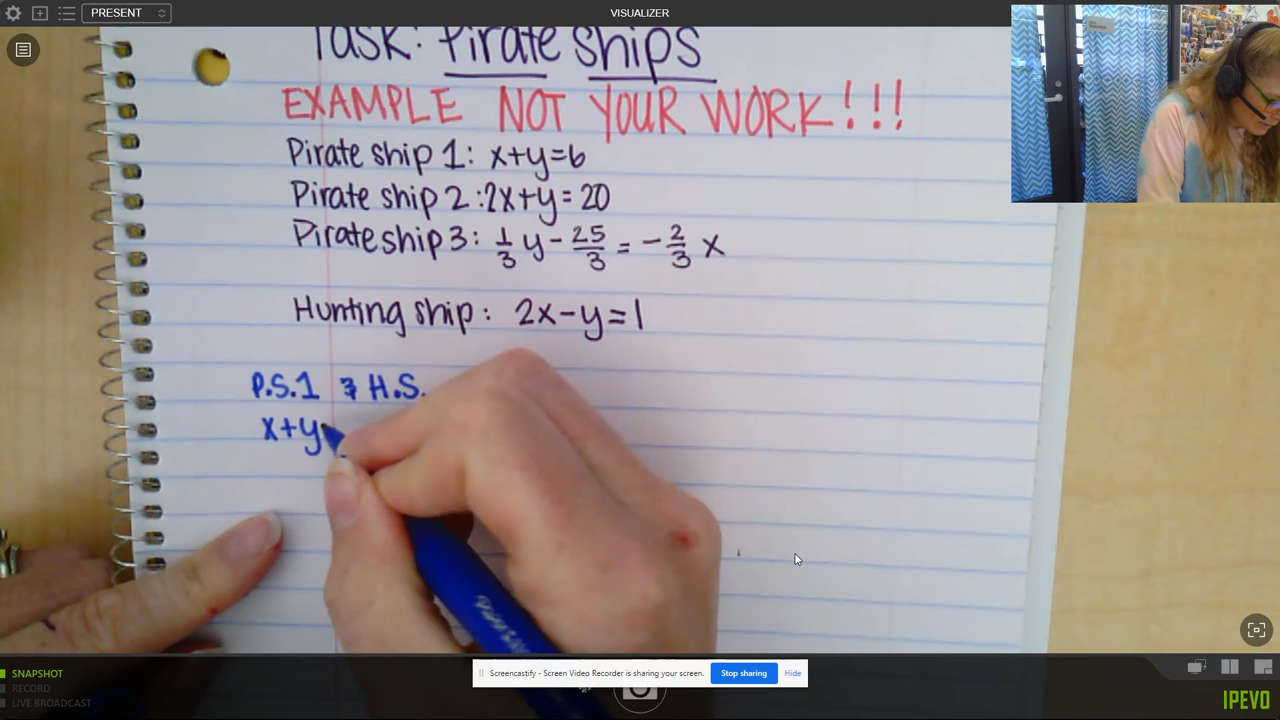 PRESENT
VISUALIZER
Task: Pirate ships
EXAMPLE NOT YOUR WORK!!!
Pirate ship 1: x+y=6
Pirate ship 2: 2x+y=20
Pirate ship 3: 1/3 y - 25/3 = -2/3 x
Hunting ship: 2x-y=1
P.S.1 & H.S.
x+y
Screencastify - Screen Video Recorder is sharing your screen.
Stop sharing
Hide
SNAPSHOT
RECORD
LIVE BROADCAST
IPEVO